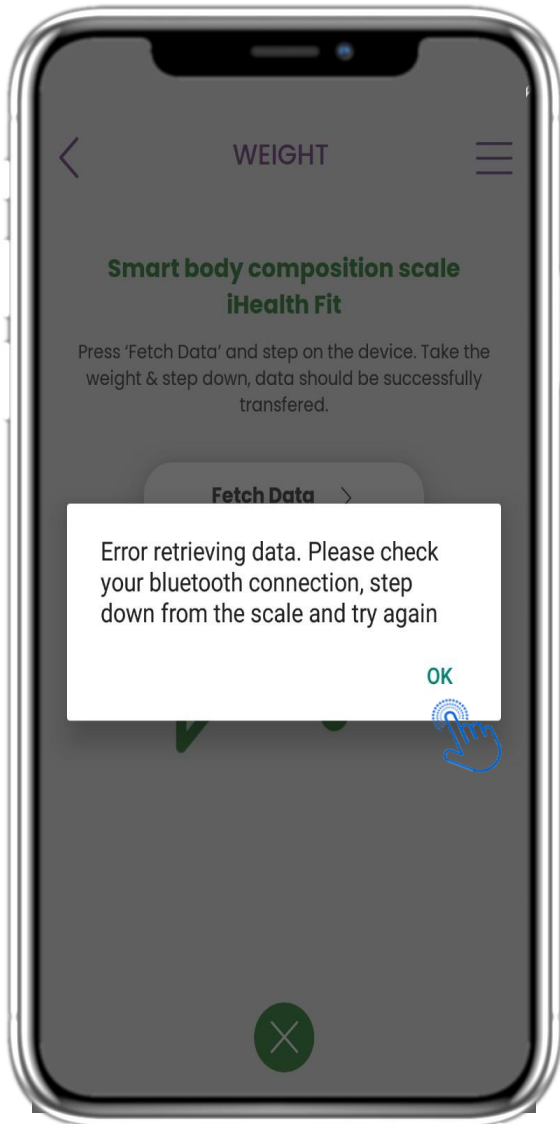 WEIGHT
Smart body composition scale
iHealth Fit
Press ‘Fetch Data’ and step on the device. Take the
weight & step down, data should be successfully
transfered.
Fetch Data
Error retrieving data. Please check
your bluetooth connection, step
down from the scale and try again
OK